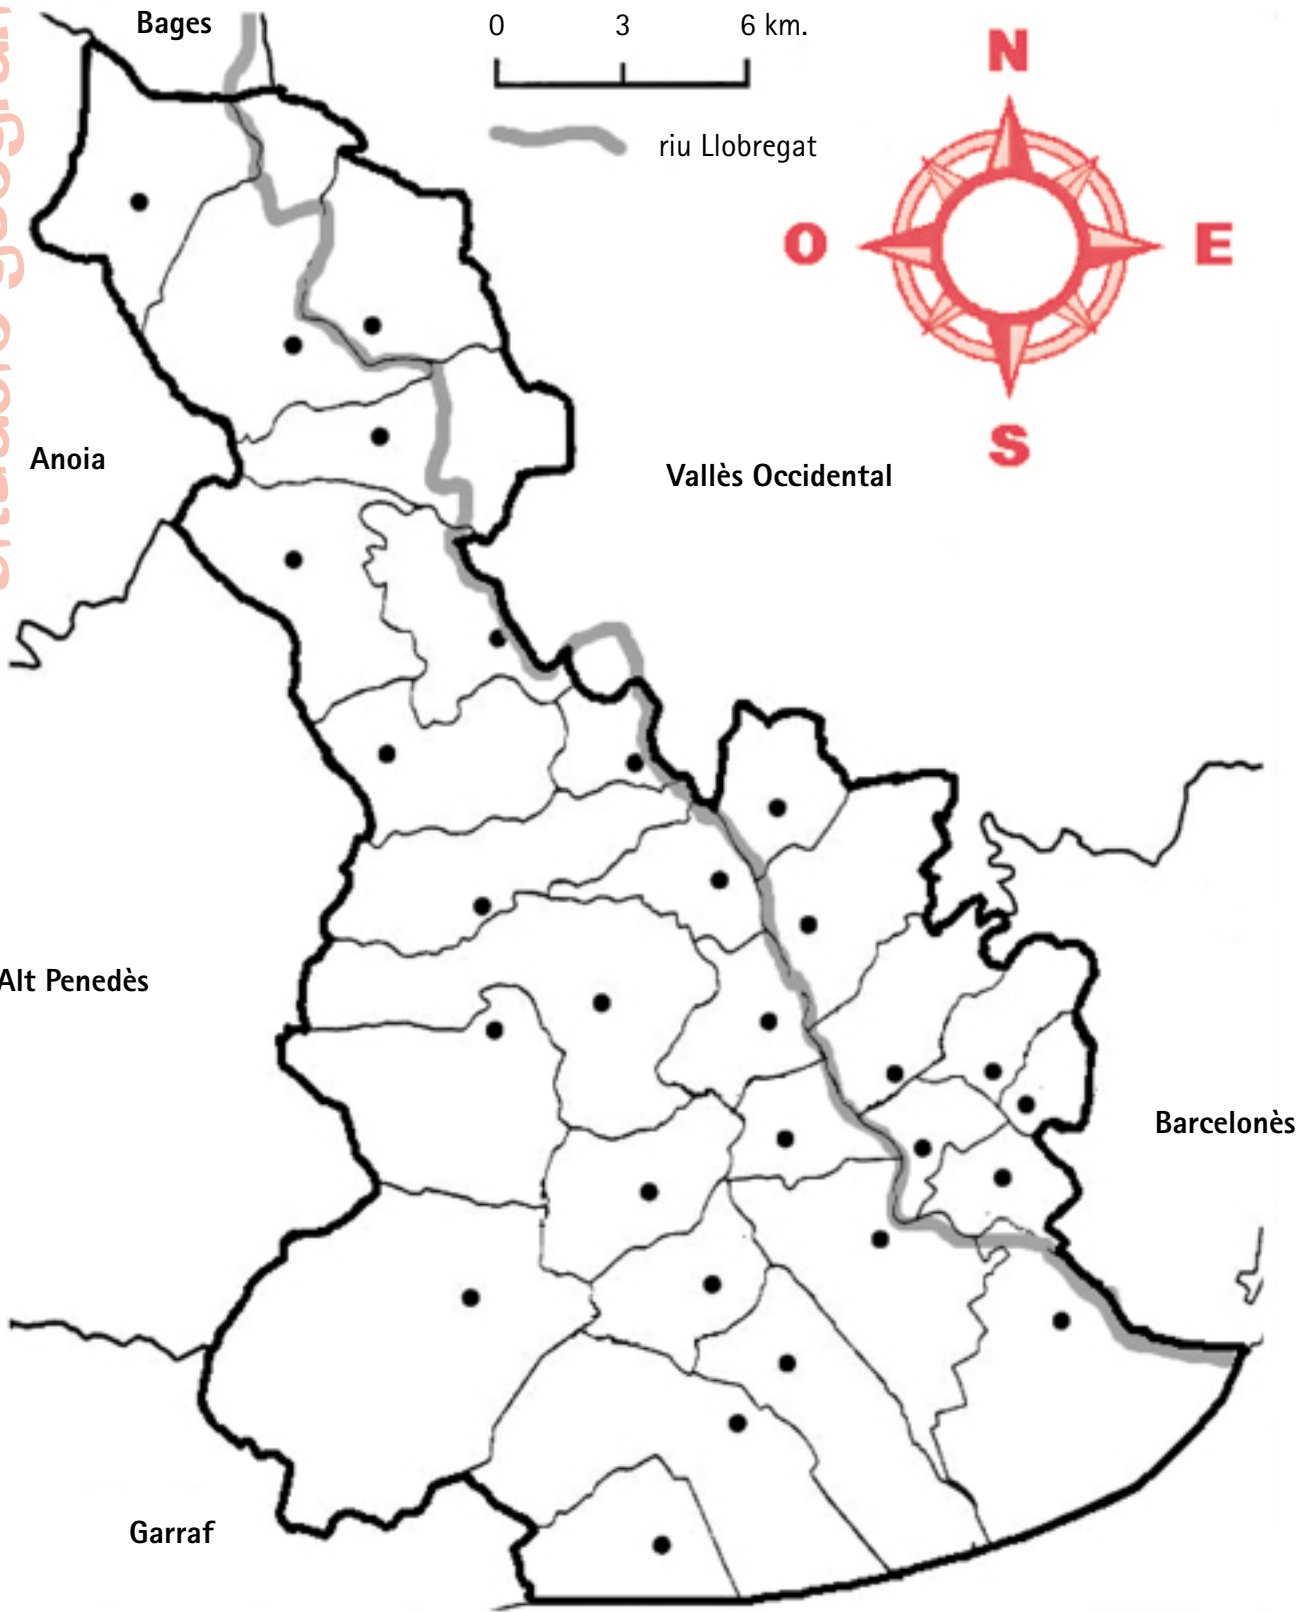 Bages
0 3 6 km.
riu Llobregat
N
O
E
S
Anoia
Vallès Occidental
Alt Penedès
Barcelonès
Garraf